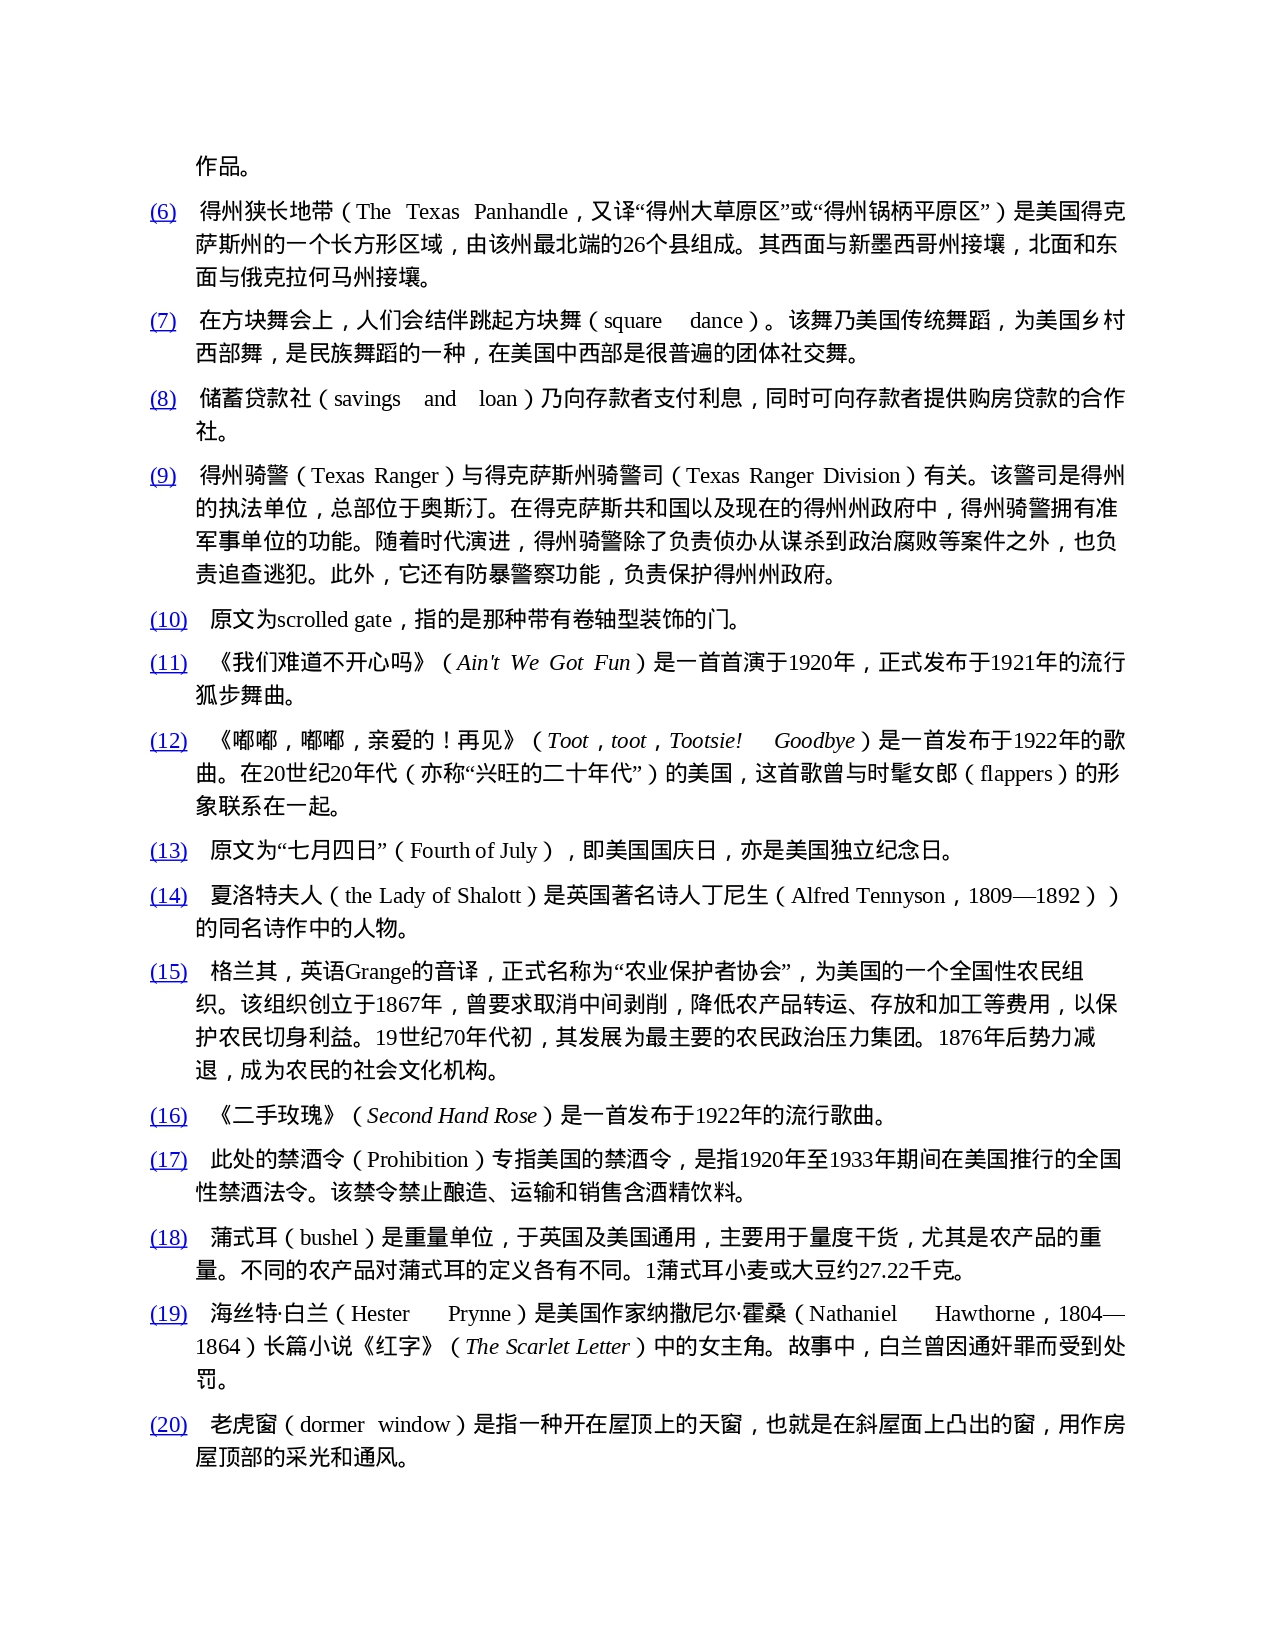 作品。
(6) 得州狭长地带（The Texas Panhandle，又译“得州大草原区”或“得州锅柄平原区”）是美国得克
萨斯州的一个长方形区域，由该州最北端的26个县组成。其西面与新墨西哥州接壤，北面和东
面与俄克拉何马州接壤。
(7) 在方块舞会上，人们会结伴跳起方块舞（square dance）。该舞乃美国传统舞蹈，为美国乡村
西部舞，是民族舞蹈的一种，在美国中西部是很普遍的团体社交舞。
(8) 储蓄贷款社（savings and loan）乃向存款者支付利息，同时可向存款者提供购房贷款的合作
社。
(9) 得州骑警（Texas Ranger）与得克萨斯州骑警司（Texas Ranger Division）有关。该警司是得州
的执法单位，总部位于奥斯汀。在得克萨斯共和国以及现在的得州州政府中，得州骑警拥有准
军事单位的功能。随着时代演进，得州骑警除了负责侦办从谋杀到政治腐败等案件之外，也负
责追查逃犯。此外，它还有防暴警察功能，负责保护得州州政府。
(10) 原文为scrolled gate，指的是那种带有卷轴型装饰的门。
(11) 《我们难道不开心吗》（Ain't We Got Fun）是一首首演于1920年，正式发布于1921年的流行
狐步舞曲。
(12) 《嘟嘟，嘟嘟，亲爱的！再见》（Toot，toot，Tootsie! Goodbye）是一首发布于1922年的歌
曲。在20世纪20年代（亦称“兴旺的二十年代”）的美国，这首歌曾与时髦女郎（flappers）的形
象联系在一起。
(13) 原文为“七月四日”（Fourth of July），即美国国庆日，亦是美国独立纪念日。
(14) 夏洛特夫人（the Lady of Shalott）是英国著名诗人丁尼生（Alfred Tennyson，1809—1892））
的同名诗作中的人物。
(15) 格兰其，英语Grange的音译，正式名称为“农业保护者协会”，为美国的一个全国性农民组
织。该组织创立于1867年，曾要求取消中间剥削，降低农产品转运、存放和加工等费用，以保
护农民切身利益。19世纪70年代初，其发展为最主要的农民政治压力集团。1876年后势力减
退，成为农民的社会文化机构。
(16) 《二手玫瑰》（Second Hand Rose）是一首发布于1922年的流行歌曲。
(17) 此处的禁酒令（Prohibition）专指美国的禁酒令，是指1920年至1933年期间在美国推行的全国
性禁酒法令。该禁令禁止酿造、运输和销售含酒精饮料。
(18) 蒲式耳（bushel）是重量单位，于英国及美国通用，主要用于量度干货，尤其是农产品的重
量。不同的农产品对蒲式耳的定义各有不同。1蒲式耳小麦或大豆约27.22千克。
(19) 海丝特·白兰（Hester Prynne）是美国作家纳撒尼尔·霍桑（Nathaniel Hawthorne，1804—
1864）长篇小说《红字》（The Scarlet Letter）中的女主角。故事中，白兰曾因通奸罪而受到处
罚。
(20) 老虎窗（dormer window）是指一种开在屋顶上的天窗，也就是在斜屋面上凸出的窗，用作房
屋顶部的采光和通风。